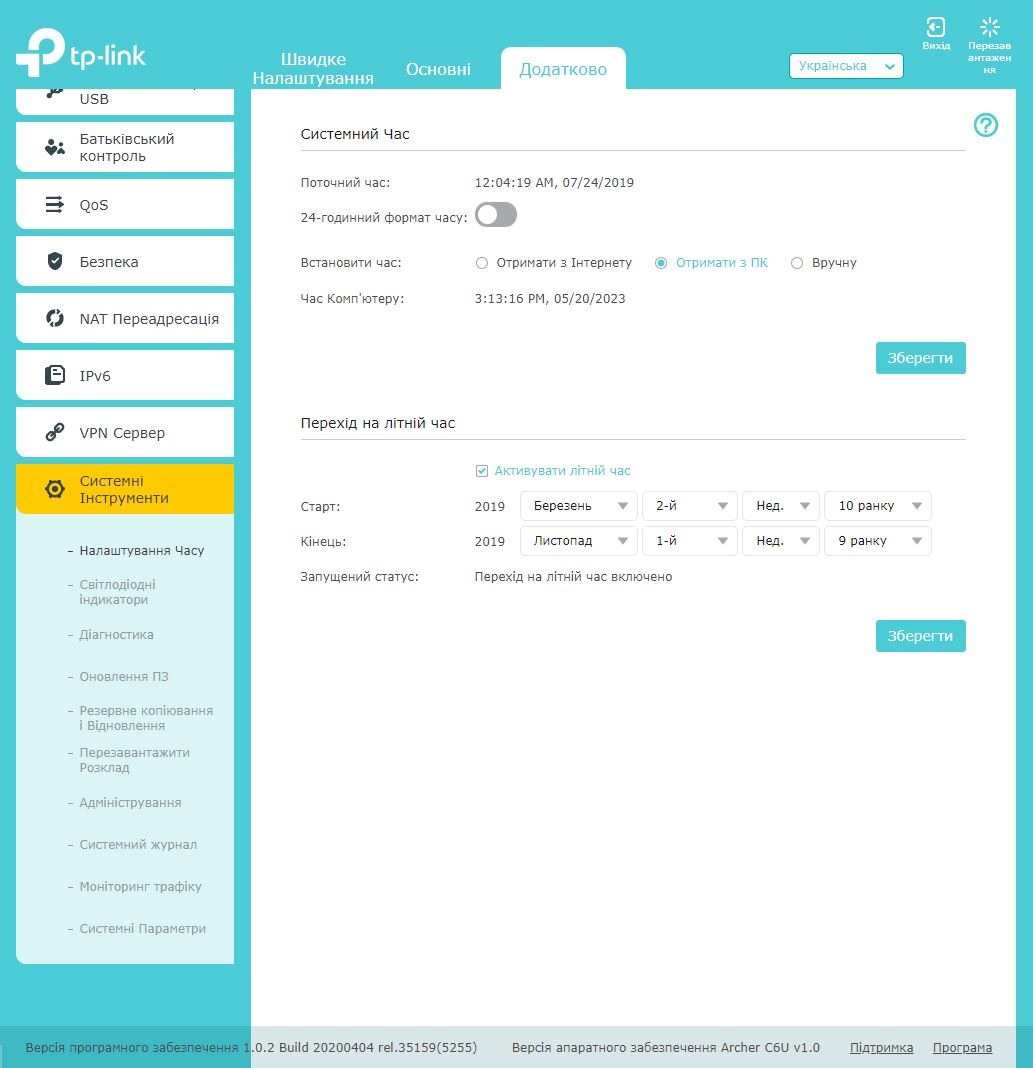 tp-link
Швидке
Налаштування
Основні
Додатково
Українська
Вихід
Перезав
антажен
ня
USB
Батьківський
контроль
QoS
Безпека
NAT Переадресація
IPv6
VPN Сервер
Системні
Інструменти
– Налаштування Часу
– Світлодіодні
індикатори
– Діагностика
– Оновлення ПЗ
– Резервне копіювання
і Відновлення
– Перезавантажити
Розклад
– Адміністрування
– Системний журнал
– Моніторинг трафіку
– Системні Параметри
Системний Час
Поточний час: 12:04:19 AM, 07/24/2019
24-годинний формат часу:
Встановити час: Отримати з Інтернету Отримати з ПК Вручну
Час Комп'ютеру: 3:13:16 PM, 05/20/2023
Зберегти
Перехід на літній час
Активувати літній час
Старт: 2019 Березень 2-й Нед. 10 ранку
Кінець: 2019 Листопад 1-й Нед. 9 ранку
Запущений статус: Перехід на літній час включено
Зберегти
Версія програмного забезпечення 1.0.2 Build 20200404 rel.35159(5255) Версія апаратного забезпечення Archer C6U v1.0 Підтримка Програма